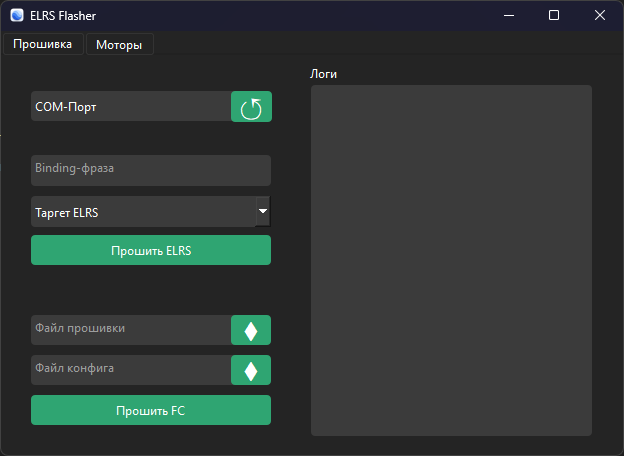 ELRS Flasher
Прошивка
Моторы
Логи
COM-Порт
Binding-фраза
Таргет ELRS
Прошить ELRS
Файл прошивки
Файл конфига
Прошить FC